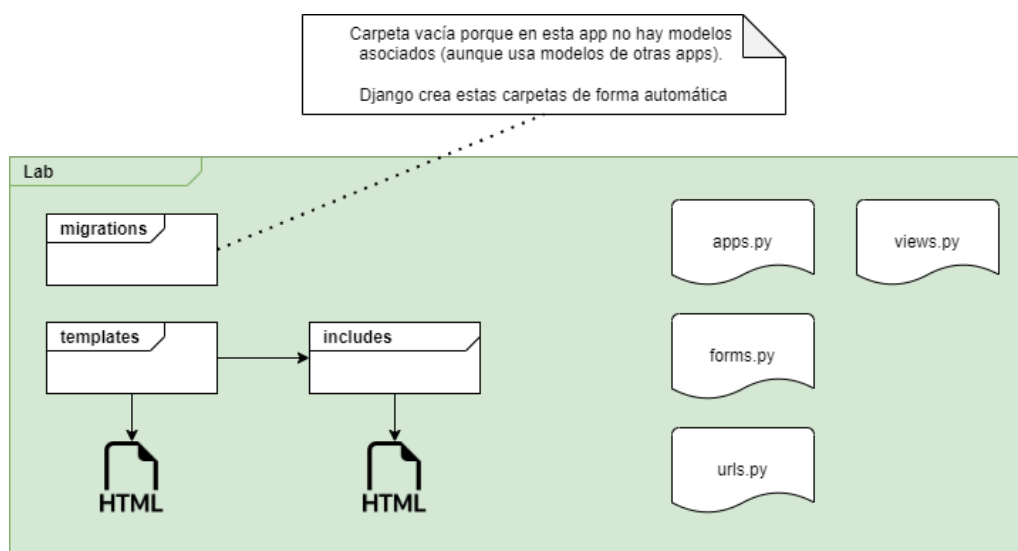 Carpeta vacía porque en esta app no hay modelos
asociados (aunque usa modelos de otras apps).
Django crea estas carpetas de forma automática
Lab
migrations
apps.py
views.py
templates
includes
forms.py
HTML
HTML
urls.py